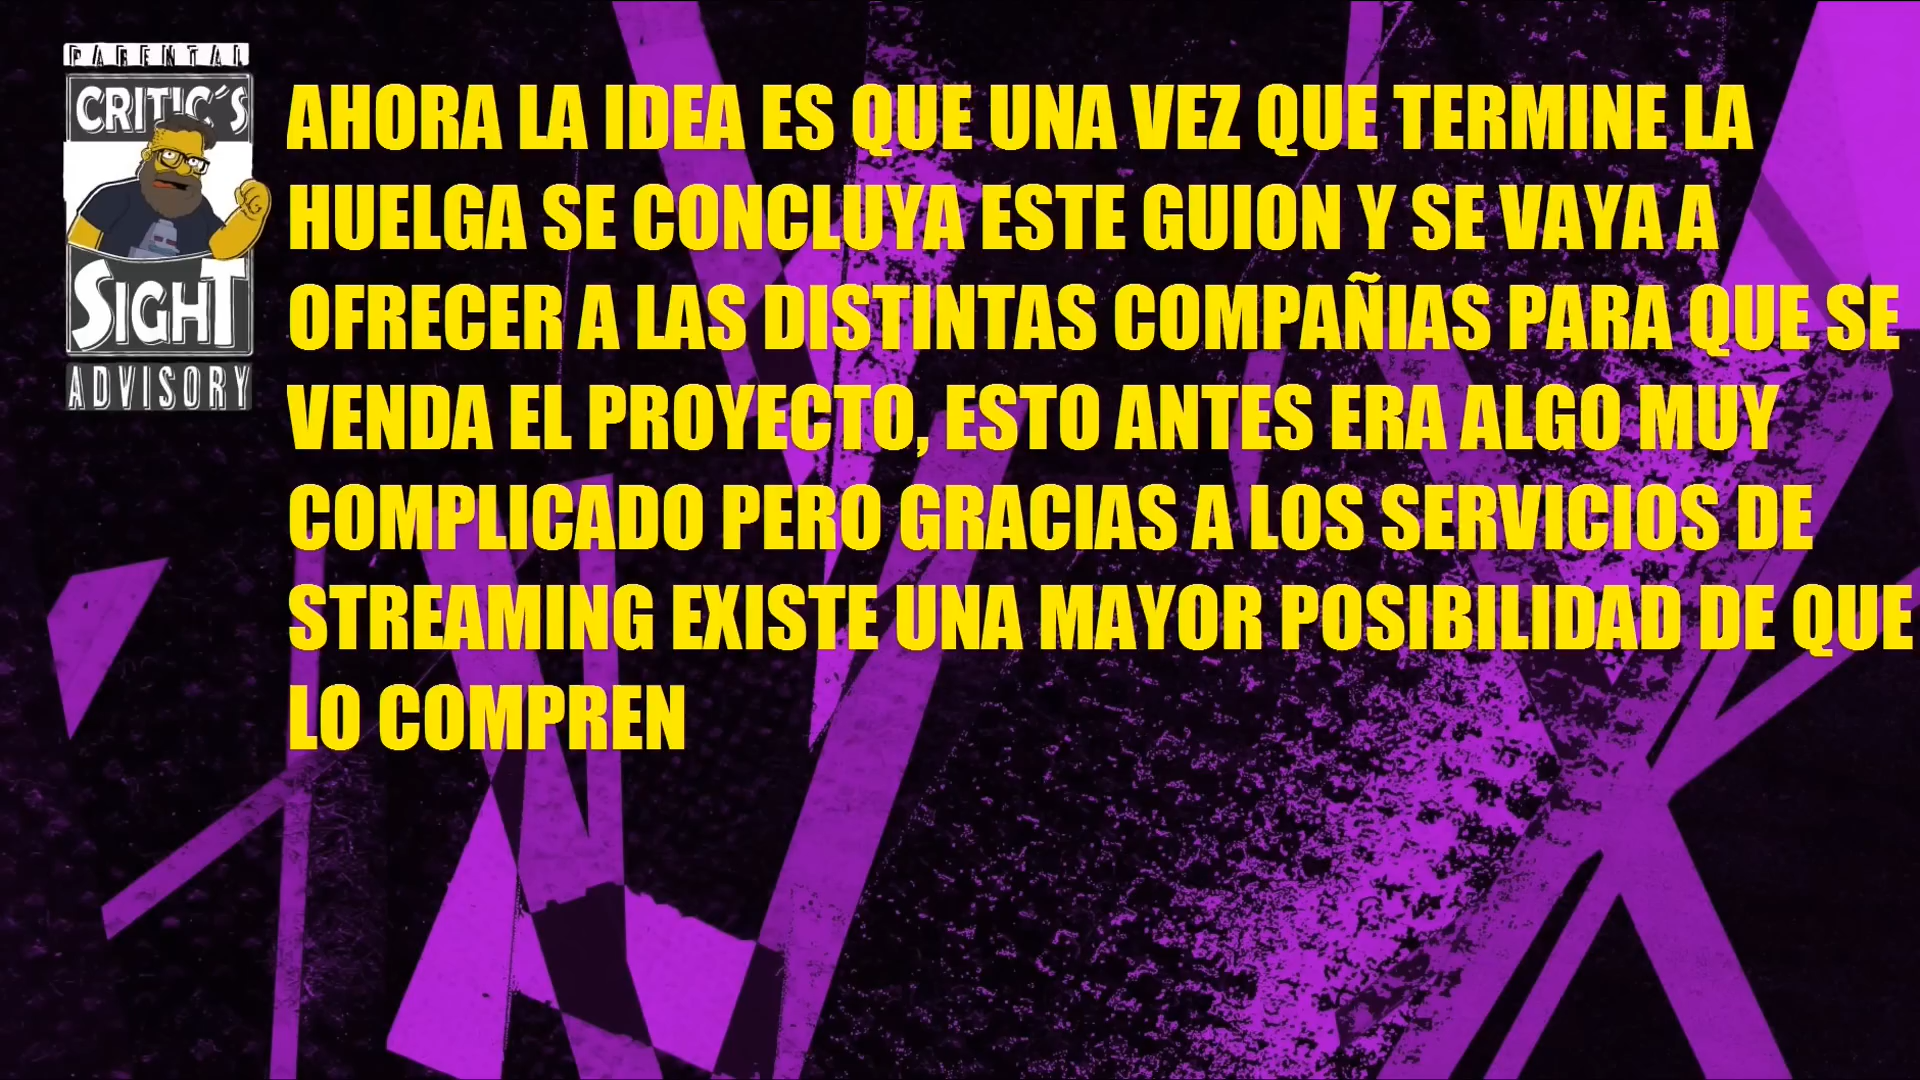 PARENTAL
CRITIC´S
SIGHT
ADVISORY
AHORA LA IDEA ES QUE UNA VEZ QUE TERMINE LA
HUELGA SE CONCLUYA ESTE GUION Y SE VAYA A
OFRECER A LAS DISTINTAS COMPAÑIAS PARA QUE SE
VENDA EL PROYECTO, ESTO ANTES ERA ALGO MUY
COMPLICADO PERO GRACIAS A LOS SERVICIOS DE
STREAMING EXISTE UNA MAYOR POSIBILIDAD DE QUE
LO COMPREN